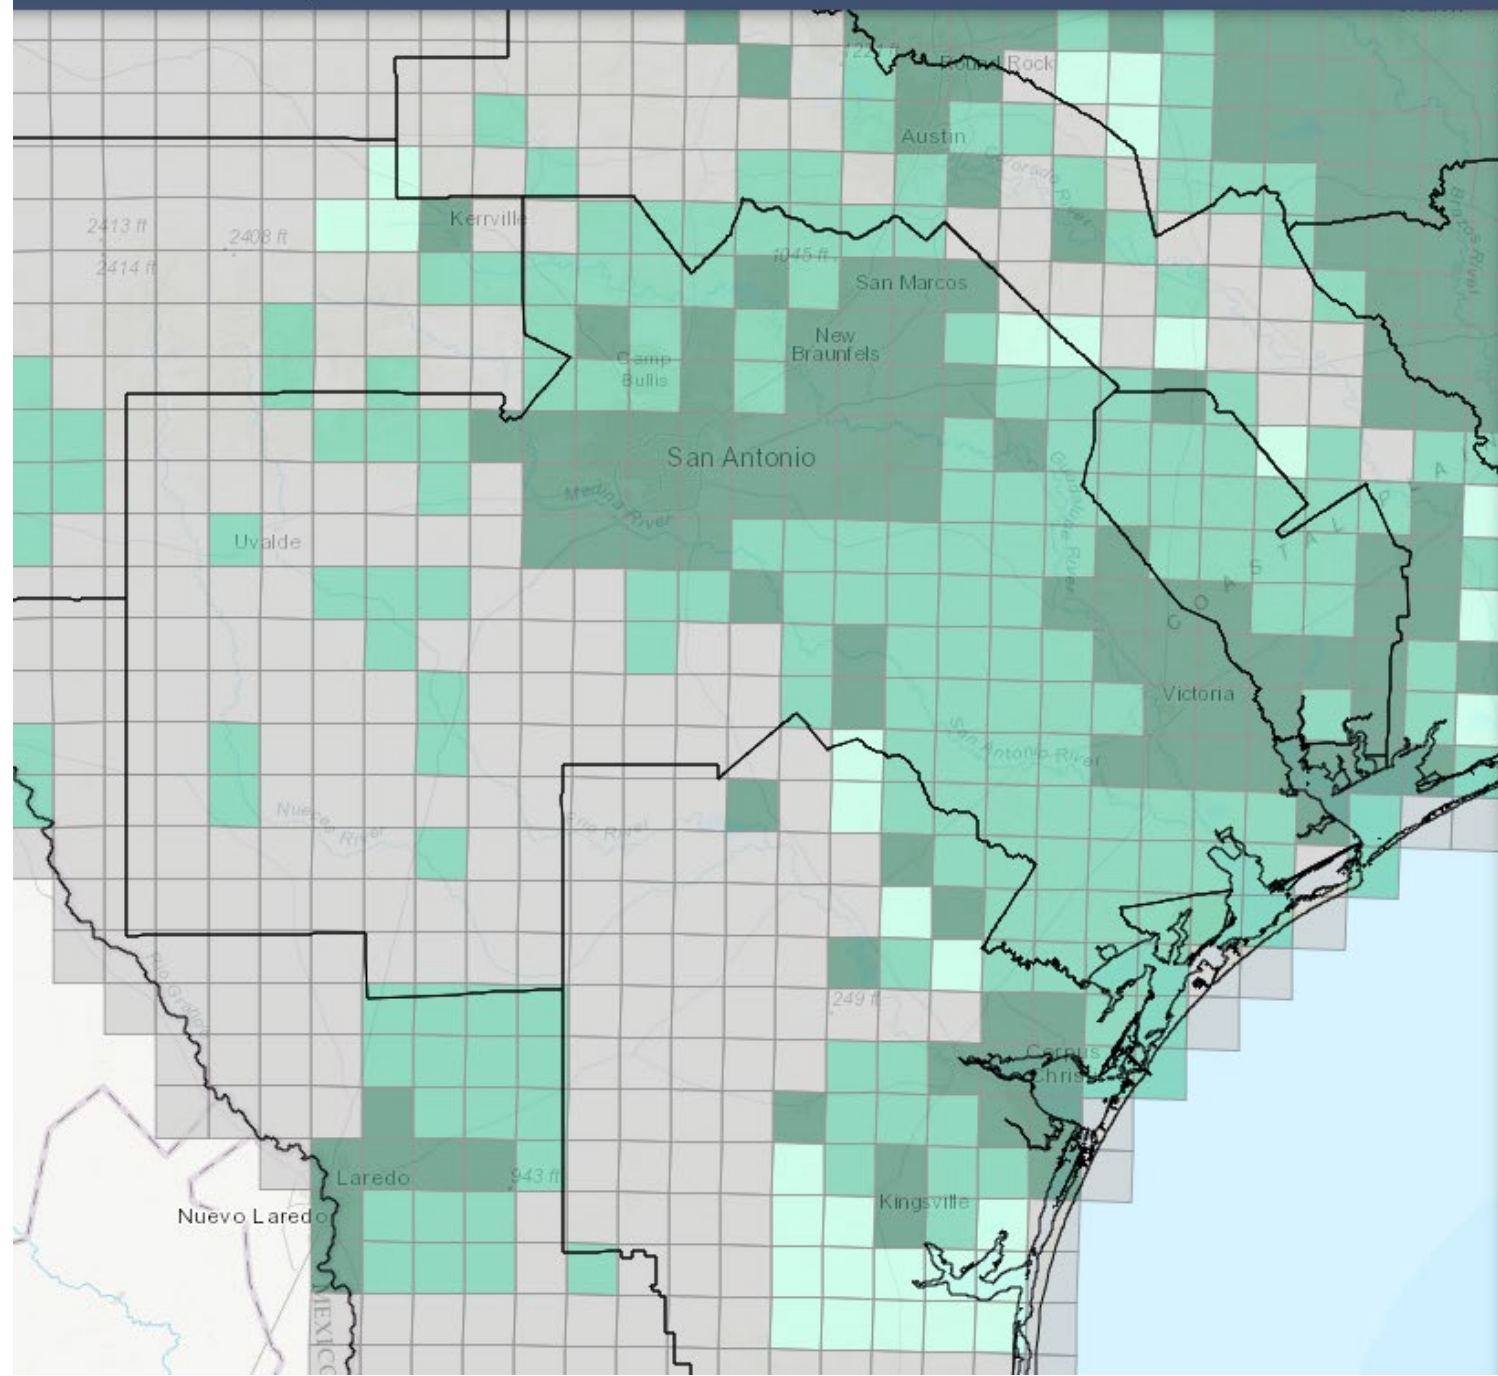 Round Rock
Austin
Colorado River
Brazos River
Kerrville
2413 ft
2408 ft
2414 ft
1045 ft
San Marcos
New
Braunfels
Camp
Bullis
San Antonio
Medina River
Guadalupe River
COASTAL PLAI
Uvalde
Victoria
San Antonio River
Nueces River
Frio River
Rio Grande
249 ft
Corpus
Chris
Laredo
943 ft
Kingsville
Nuevo Laredo
MEXICO